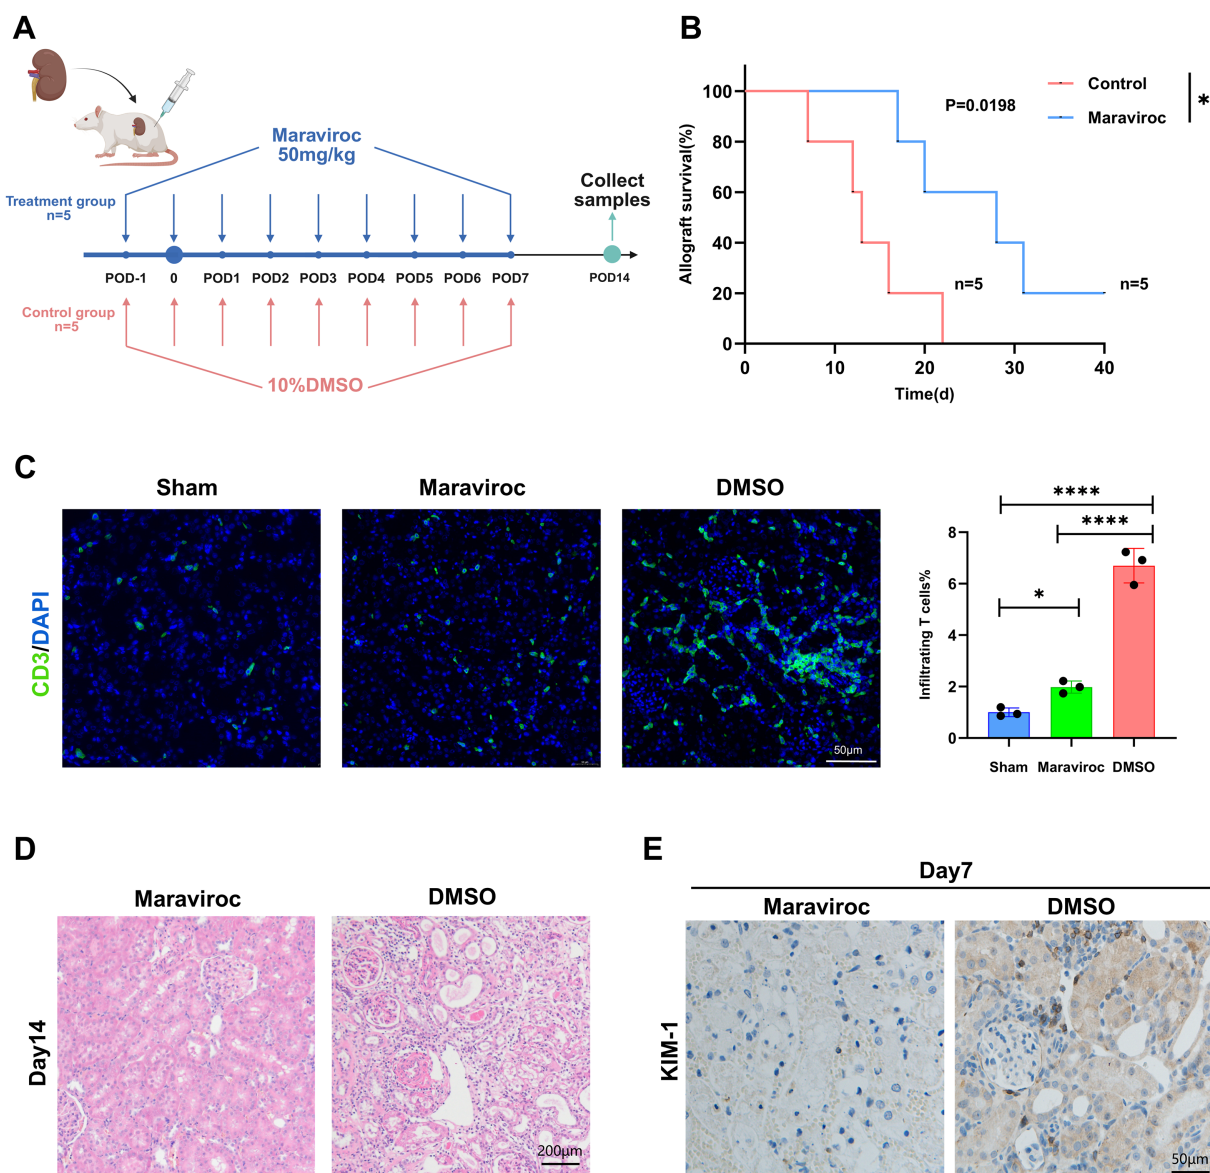 A
Maraviroc
50mg/kg
Treatment group
n=5
Collect
samples
POD-1 0 POD1 POD2 POD3 POD4 POD5 POD6 POD7 POD14
Control group
n=5
10%DMSO
B
Allograft survival(%)
100
80
60
40
20
0
0 10 20 30 40
Time(d)
P=0.0198
Control
Maraviroc
*
n=5
n=5
C
Sham Maraviroc DMSO
CD3/DAPI
50μm
Infiltrating T cells%
8
6
4
2
0
****
****
*
Sham Maraviroc DMSO
D
Maraviroc DMSO
Day14
200μm
E
Day7
Maraviroc DMSO
KIM-1
50μm